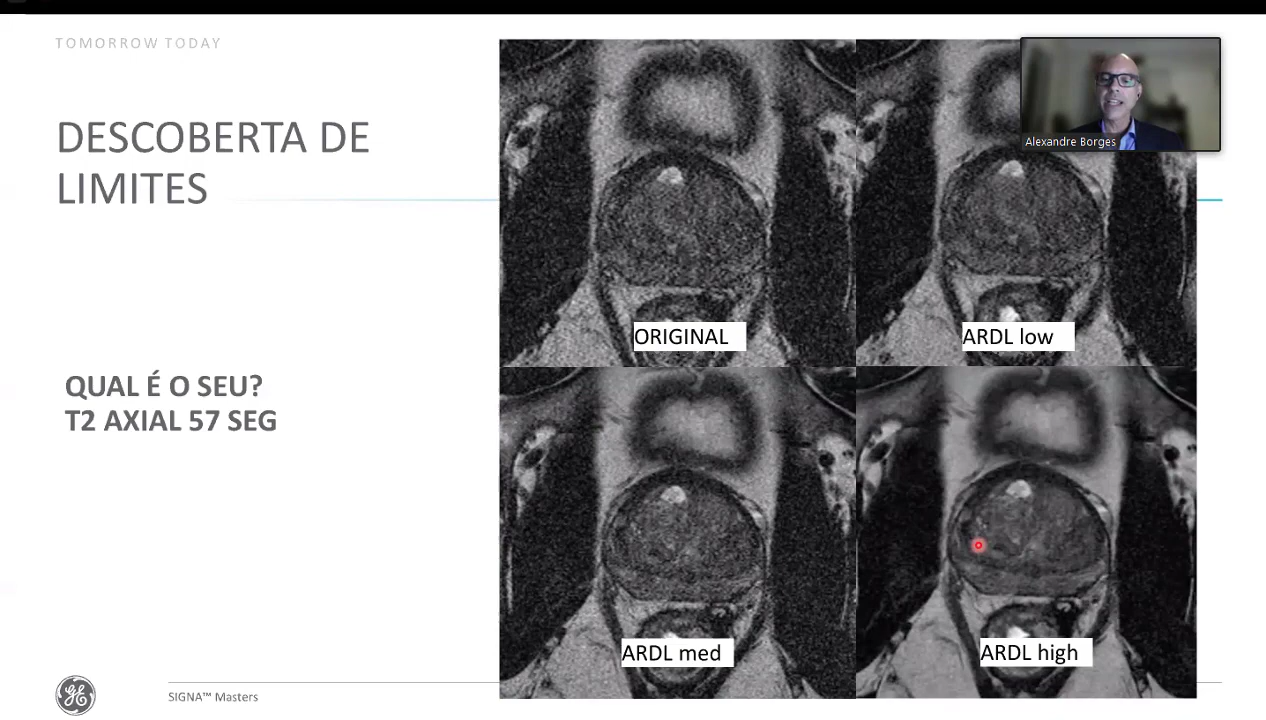 TOMORROW TODAY
DESCOBERTA DE
LIMITES
QUAL É O SEU?
T2 AXIAL 57 SEG
Alexandre Borges
ORIGINAL
ARDL low
ARDL med
ARDL high
GE
SIGNA™ Masters